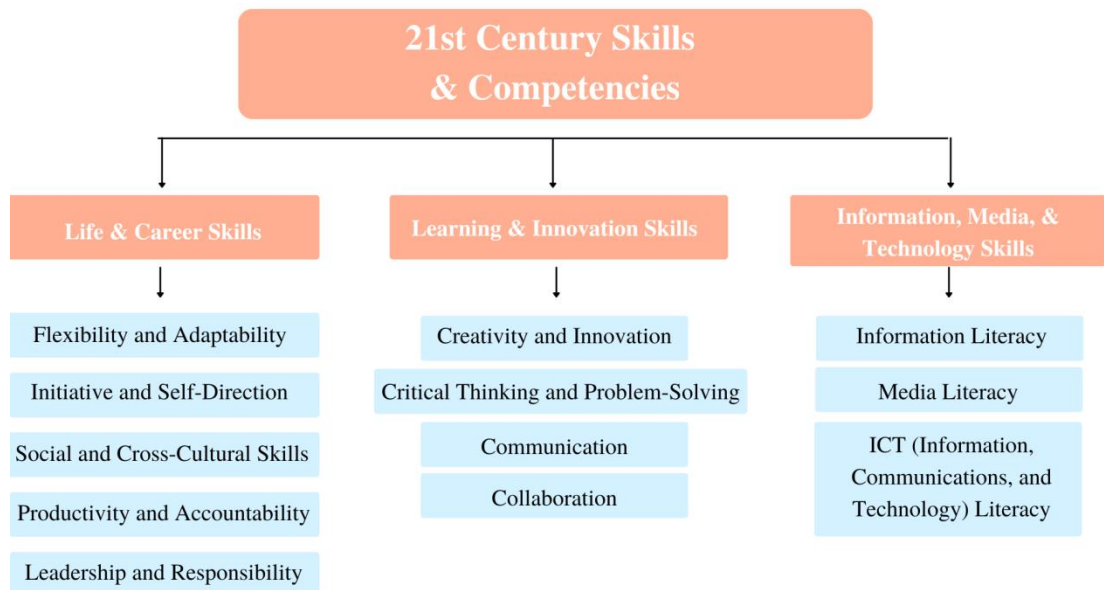 21st Century Skills
& Competencies
Life & Career Skills
Flexibility and Adaptability
Initiative and Self-Direction
Social and Cross-Cultural Skills
Productivity and Accountability
Leadership and Responsibility
Learning & Innovation Skills
Creativity and Innovation
Critical Thinking and Problem-Solving
Communication
Collaboration
Information, Media, &
Technology Skills
Information Literacy
Media Literacy
ICT (Information,
Communications, and
Technology) Literacy